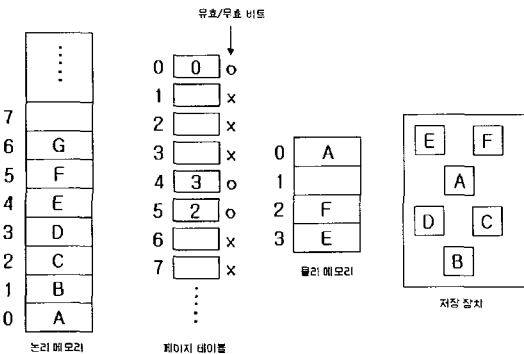 유효/무효 비트
7
6 G
5 F
4 E
3 D
2 C
1 B
0 A
논리 메모리
0 0 o
1 x
2 x
3 x
4 3 o
5 2 o
6 x
7 x
페이지 테이블
0 A
1
2 F
3 E
물리 메모리
E F
A
D C
B
저장 장치